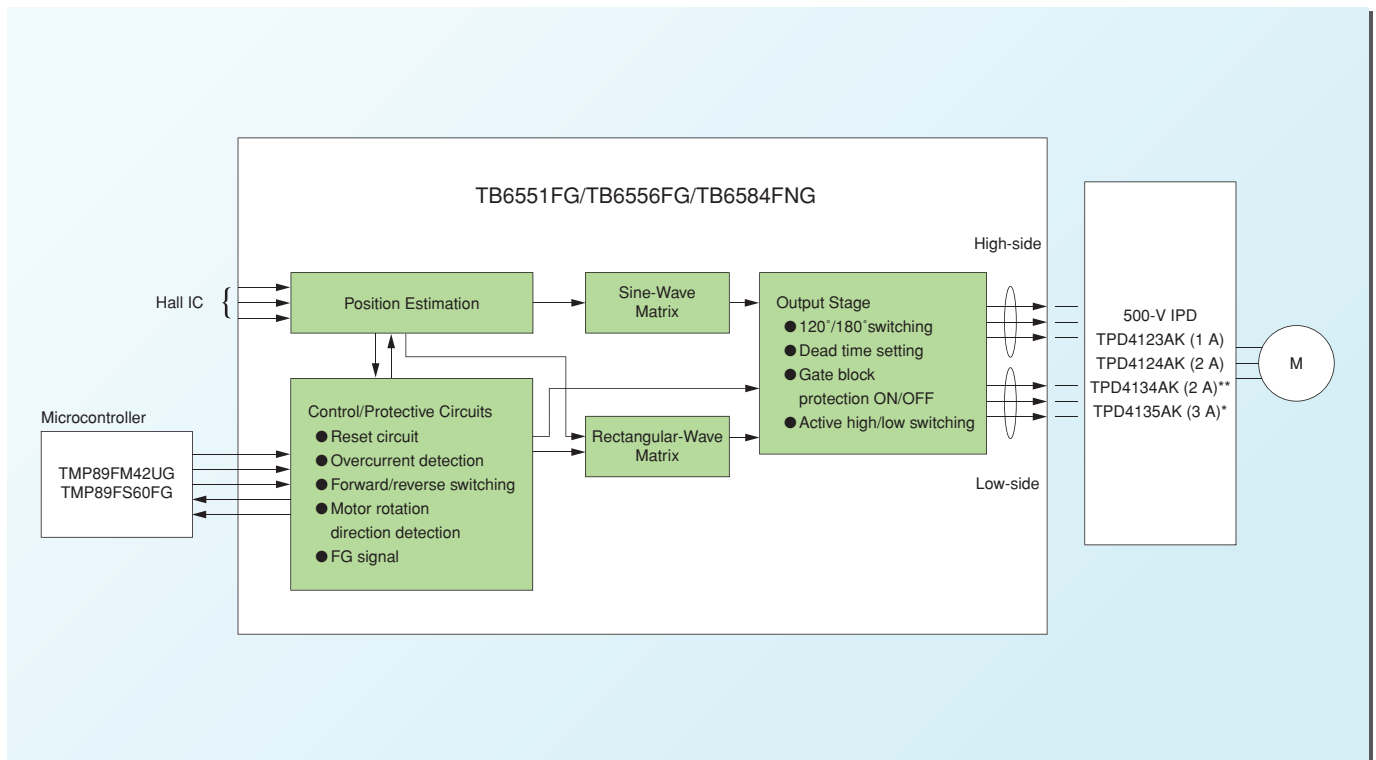 TB6551FG/TB6556FG/TB6584FNG
High-side
Hall IC
{
Position Estimation
Sine-Wave
Matrix
Output Stage
●120˚/180˚switching
●Dead time setting
●Gate block
protection ON/OFF
●Active high/low switching
500-V IPD
TPD4123AK (1 A)
TPD4124AK (2 A)
TPD4134AK (2 A)**
TPD4135AK (3 A)*
M
Microcontroller
TMP89FM42UG
TMP89FS60FG
Control/Protective Circuits
●Reset circuit
●Overcurrent detection
●Forward/reverse switching
●Motor rotation
direction detection
●FG signal
Rectangular-Wave
Matrix
Low-side